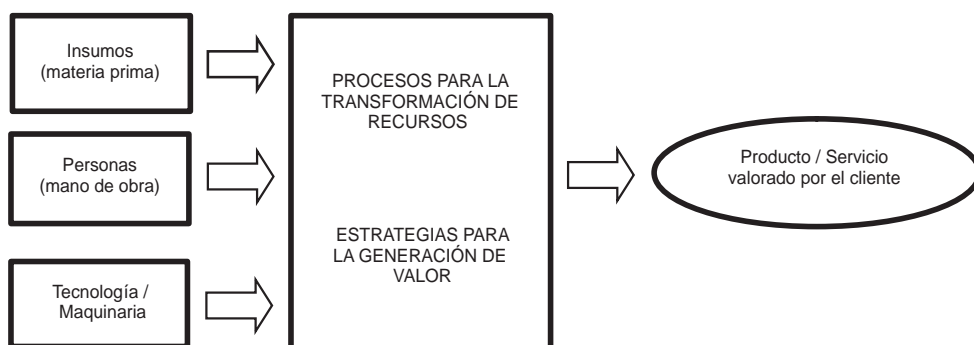 Insumos
(materia prima)
Personas
(mano de obra)
Tecnología /
Maquinaria
PROCESOS PARA LA
TRANSFORMACIÓN DE
RECURSOS
ESTRATEGIAS PARA
LA GENERACIÓN DE
VALOR
Producto / Servicio
valorado por el cliente